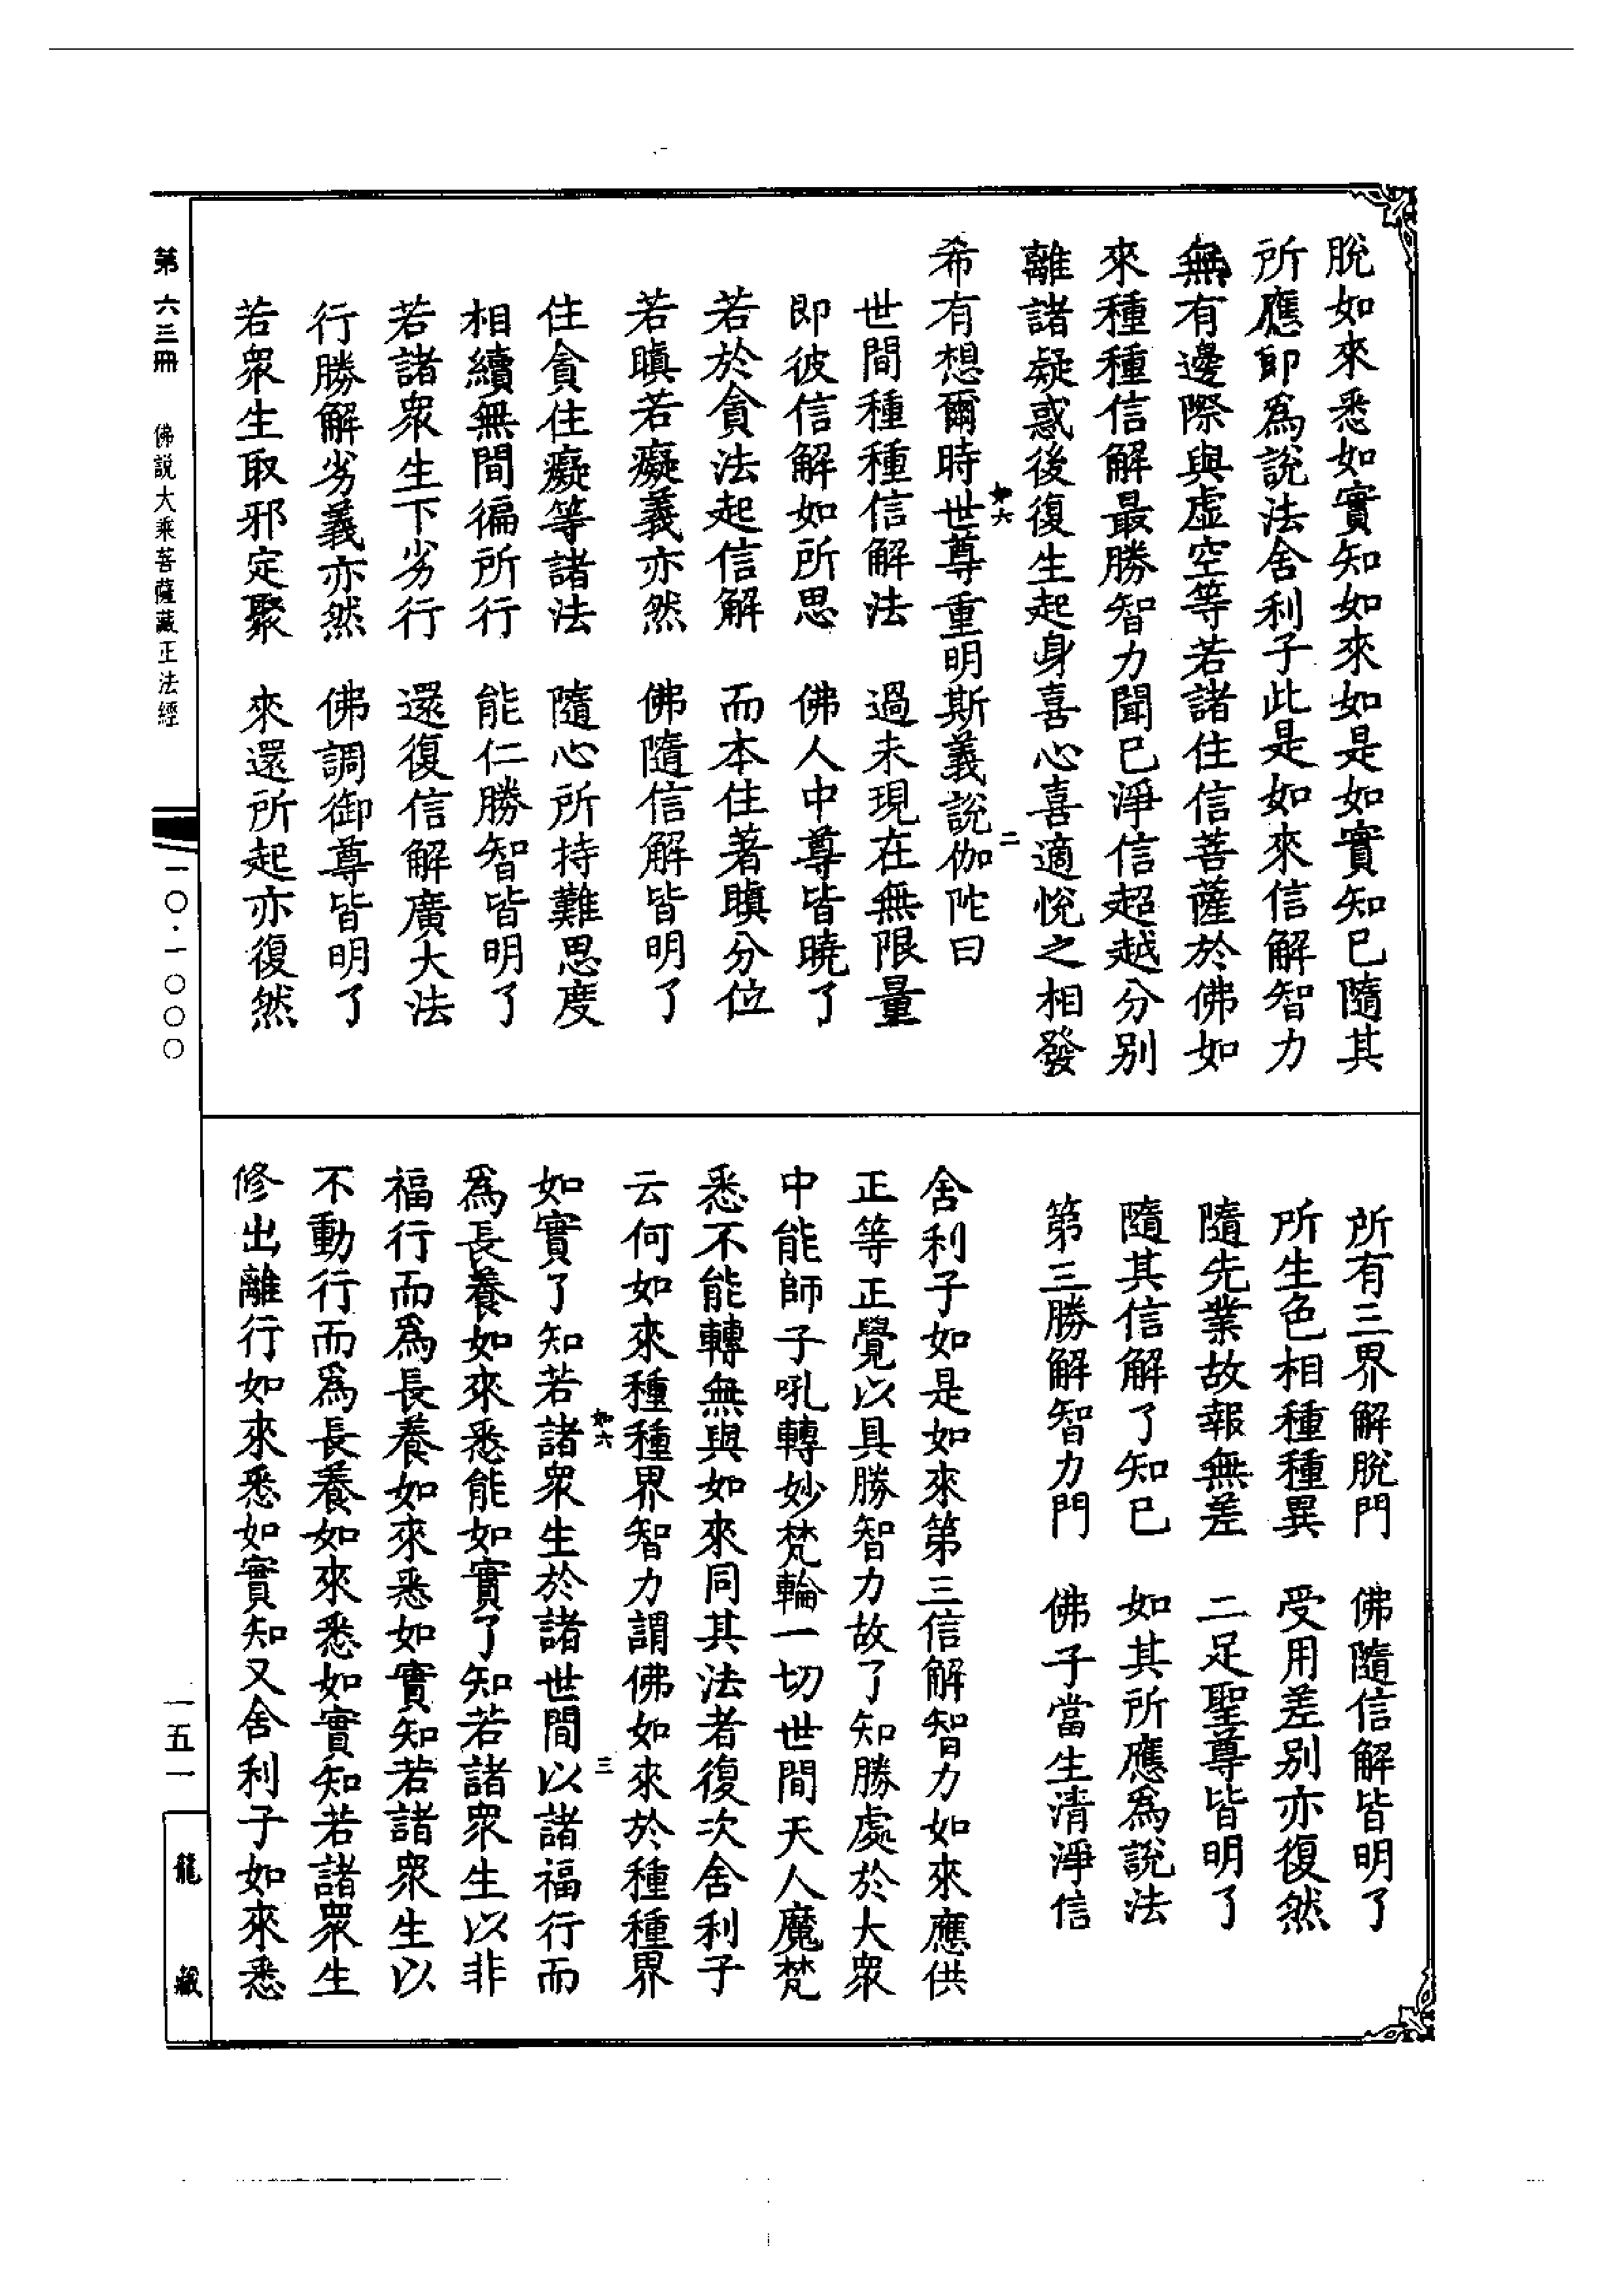 脫如來悉如實知如來如是如實知已隨其
所應即爲說法舍利子此是如來信解智力
無有邊際與虛空等若諸住信菩薩於佛如
來種種信解最勝智力聞已淨信超越分別
離諸疑惑後復生起身喜心喜適悅之相發
如六
二
希有想爾時世尊重明斯義說伽陀曰
世間種種信解法　過未現在無限量
即彼信解如所思　佛人中尊皆曉了
若於貪法起信解　而本住著瞋分位
若瞋若癡義亦然　佛隨信解皆明了
住貪住癡等諸法　隨心所持難思度
相續無間徧所行　能仁勝智皆明了
若諸衆生下劣行　還復信解廣大法
行勝解劣義亦然　佛調御尊皆明了
若衆生取邪定聚　來還所起亦復然
所有三界解脫門　佛隨信解皆明了
所生色相種種異　受用差別亦復然
隨先業故報無差　二足聖尊皆明了
隨其信解了知已　如其所應爲說法
第三勝解智力門　佛子當生清淨信
舍利子如是如來第三信解智力如來應供
正等正覺以具勝智力故了知勝處於大衆
中能師子吼轉妙梵輪一切世間天人魔梵
悉不能轉無與如來同其法者復次舍利子
云何如來種種界智力謂佛如來於種種界
如六
三
如實了知若諸衆生於諸世間以諸福行而
爲長養如來悉能如實了知若諸衆生以非
福行而爲長養如來悉如實知若諸衆生以
不動行而爲長養如來悉如實知若諸衆生
修出離行如來悉如實知又舍利子如來悉
第六三冊　佛說大乘菩薩藏正法經
一〇·一〇〇〇
一五一
龍藏